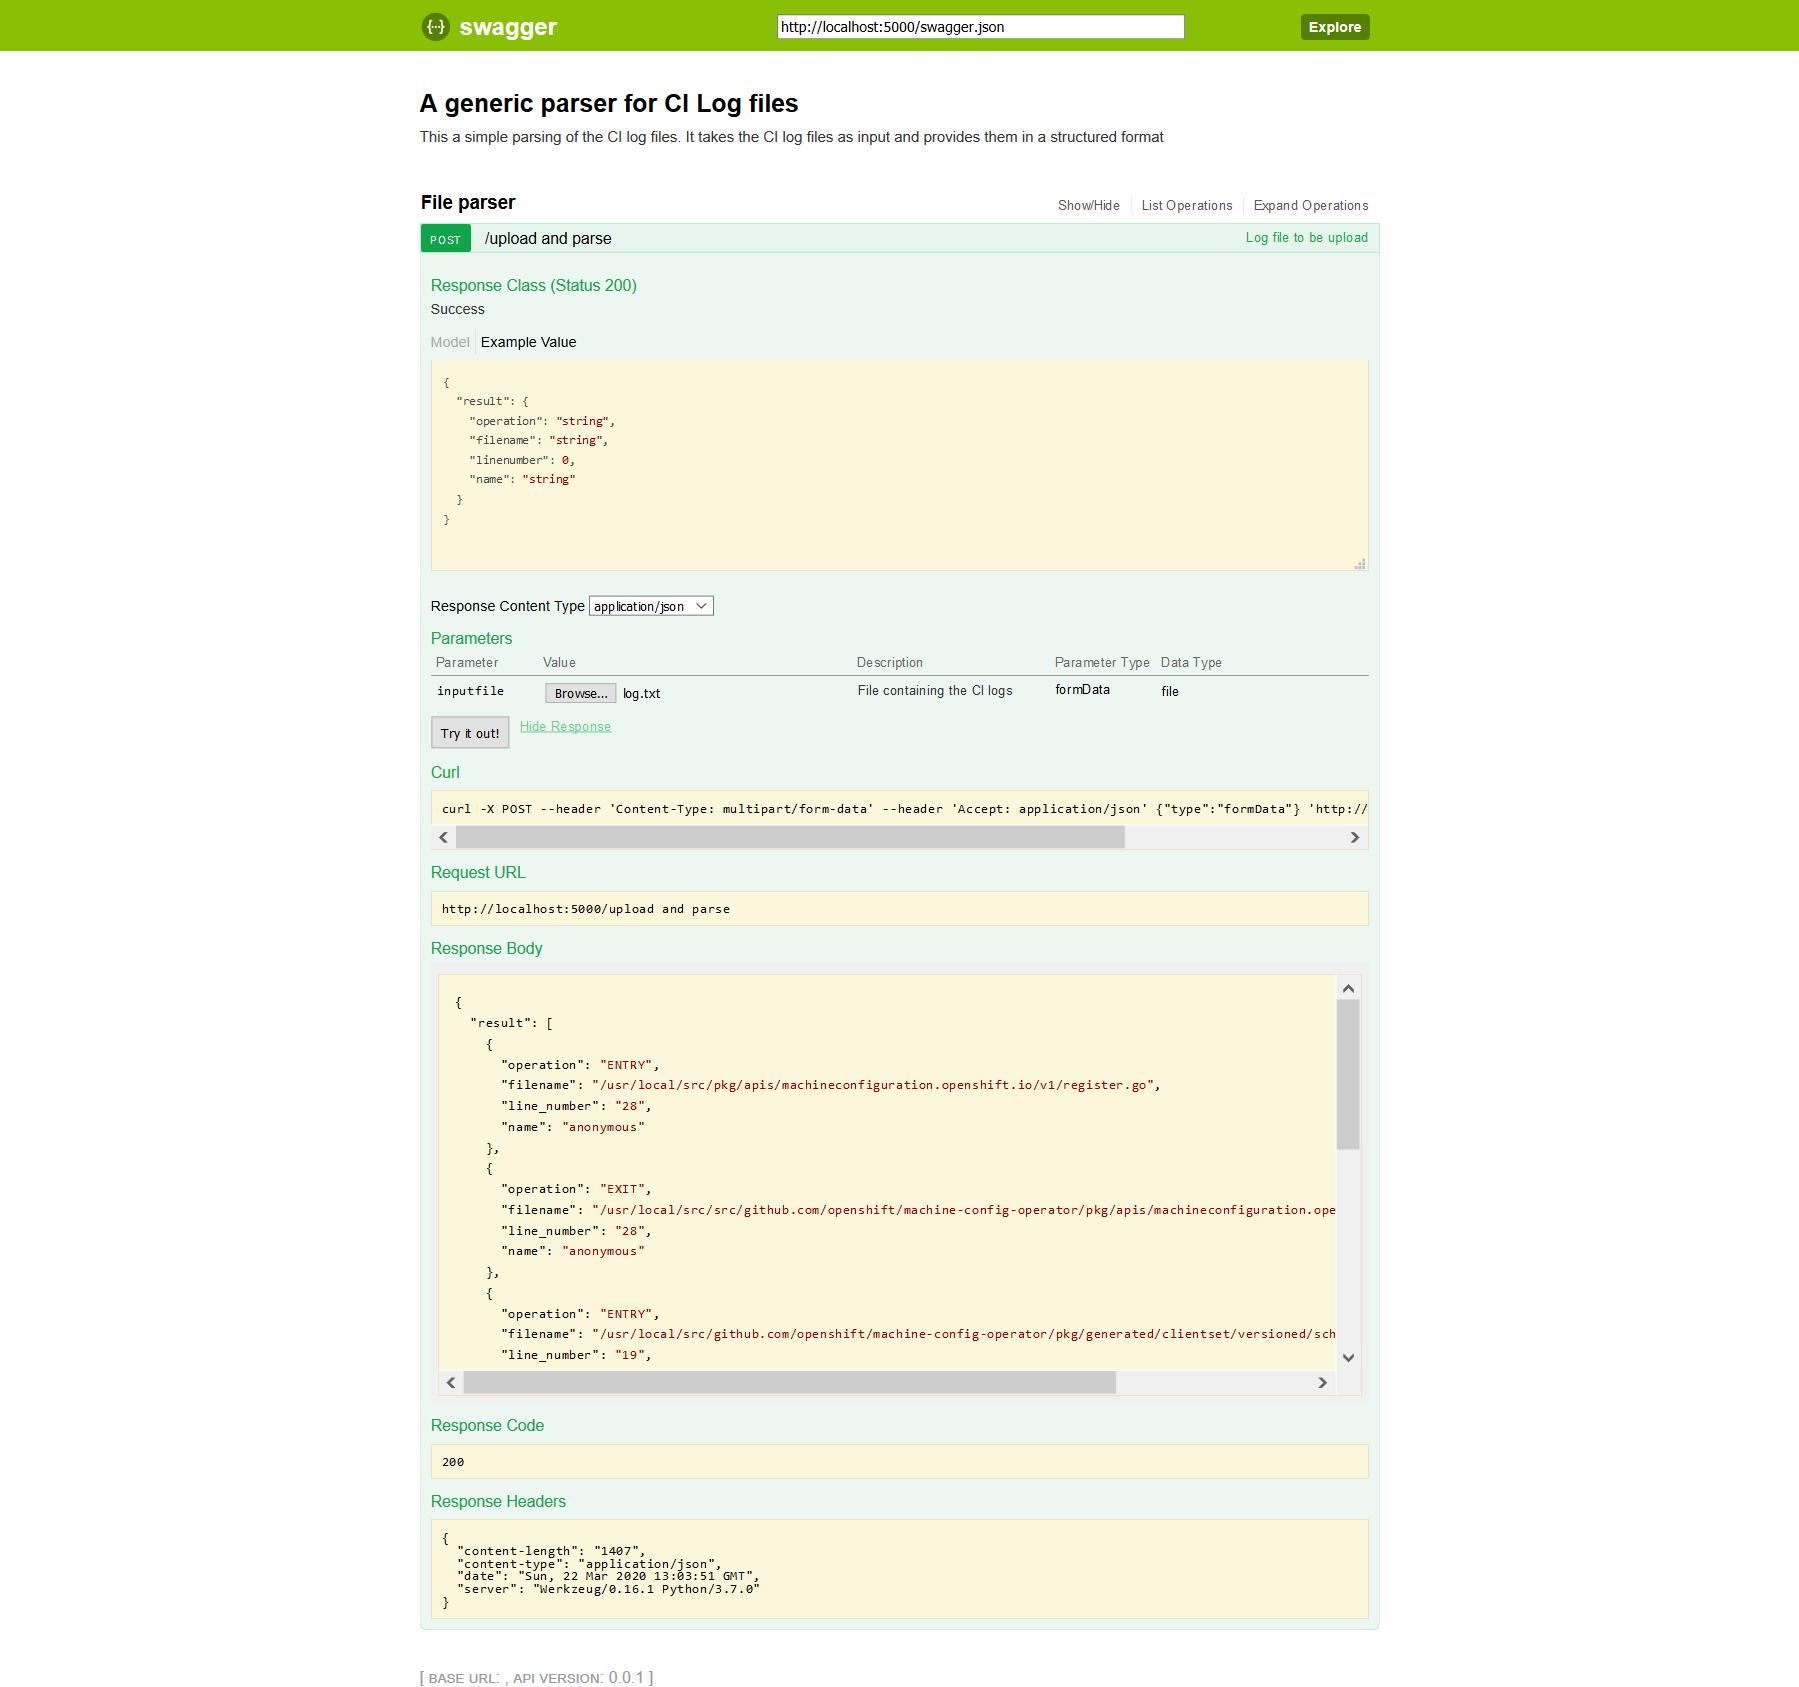 swagger
http://localhost:5000/swagger.json
Explore
A generic parser for CI Log files
This a simple parsing of the CI log files. It takes the CI log files as input and provides them in a structured format
File parser
Show/Hide
List Operations
Expand Operations
POST
/upload and parse
Log file to be upload
Response Class (Status 200)
Success
Model
Example Value
{
  "result": {
    "operation": "string",
    "filename": "string",
    "linenumber": 0,
    "name": "string"
  }
}
Response Content Type application/json
Parameters
Parameter Value Description Parameter Type Data Type
inputfile Browse... log.txt File containing the CI logs formData file
Try it out! Hide Response
Curl
curl -X POST --header 'Content-Type: multipart/form-data' --header 'Accept: application/json' {"type":"formData"} 'http://
Request URL
http://localhost:5000/upload and parse
Response Body
{
  "result": [
    {
      "operation": "ENTRY",
      "filename": "/usr/local/src/pkg/apis/machineconfiguration.openshift.io/v1/register.go",
      "line_number": "28",
      "name": "anonymous"
    },
    {
      "operation": "EXIT",
      "filename": "/usr/local/src/src/github.com/openshift/machine-config-operator/pkg/apis/machineconfiguration.ope
      "line_number": "28",
      "name": "anonymous"
    },
    {
      "operation": "ENTRY",
      "filename": "/usr/local/src/github.com/openshift/machine-config-operator/pkg/generated/clientset/versioned/sch
      "line_number": "19",
Response Code
200
Response Headers
{
  "content-length": "1407",
  "content-type": "application/json",
  "date": "Sun, 22 Mar 2020 13:03:51 GMT",
  "server": "Werkzeug/0.16.1 Python/3.7.0"
}
[ BASE URL: , API VERSION: 0.0.1 ]